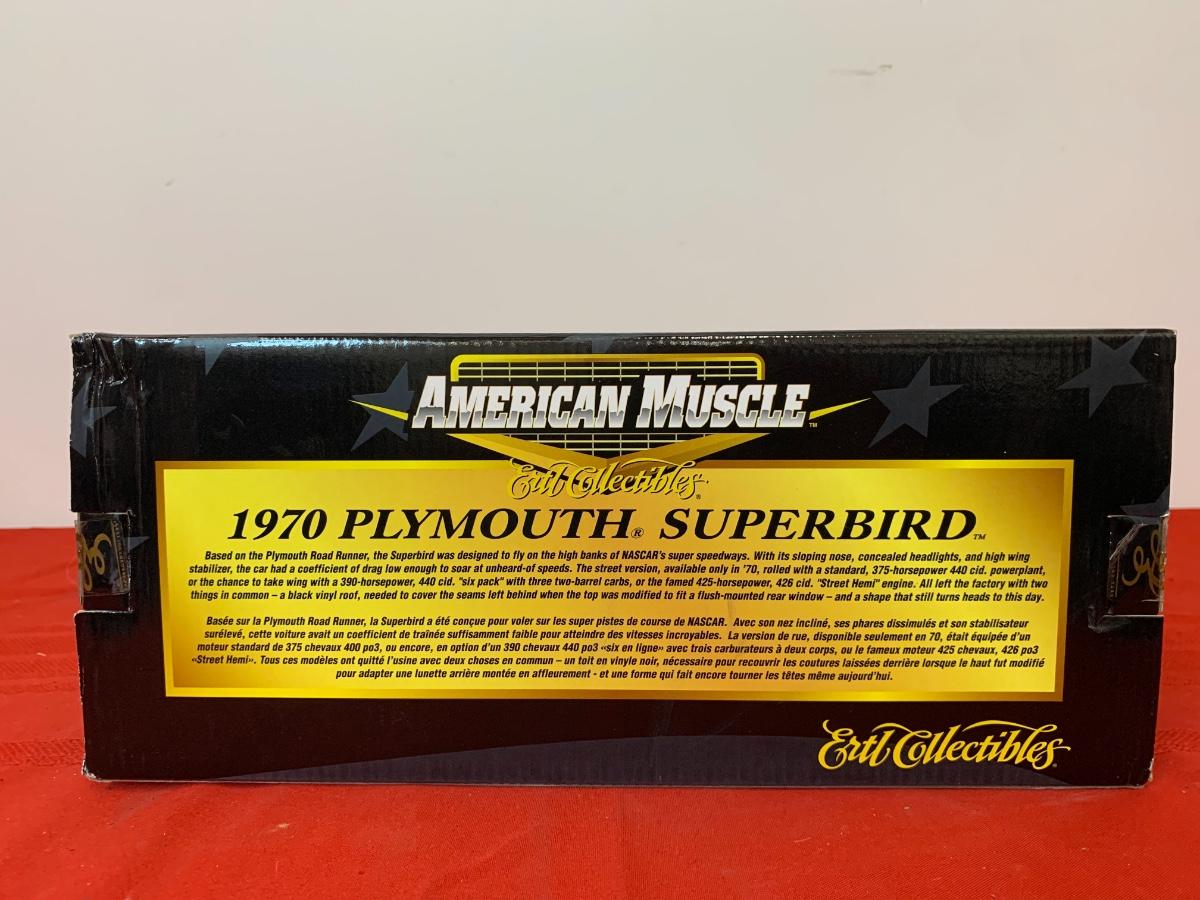 AMERICAN MUSCLE™
Ertl Collectibles®
1970 PLYMOUTH® SUPERBIRD™
Based on the Plymouth Road Runner, the Superbird was designed to fly on the high banks of NASCAR's super speedways. With its sloping nose, concealed headlights, and high wing
stabilizer, the car had a coefficient of drag low enough to soar at unheard-of speeds. The street version, available only in '70, rolled with a standard, 375-horsepower 440 cid. powerplant,
or the chance to take wing with a 390-horsepower, 440 cid. "six pack" with three two-barrel carbs, or the famed 425-horsepower, 426 cid. "Street Hemi" engine. All left the factory with two
things in common – a black vinyl roof, needed to cover the seams left behind when the top was modified to fit a flush-mounted rear window – and a shape that still turns heads to this day.
Basée sur la Plymouth Road Runner, la Superbird a été conçue pour voler sur les super pistes de course de NASCAR. Avec son nez incliné, ses phares dissimulés et son stabilisateur
surélevé, cette voiture avait un coefficient de traînée suffisamment faible pour atteindre des vitesses incroyables. La version de rue, disponible seulement en 70, était équipée d'un
moteur standard de 375 chevaux 400 po3, ou encore, en option d'un 390 chevaux 440 po3 «six en ligne» avec trois carburateurs à deux corps, ou le fameux moteur 425 chevaux, 426 po3
«Street Hemi». Tous ces modèles ont quitté l'usine avec deux choses en commun – un toit en vinyle noir, nécessaire pour recouvrir les coutures laissées derrière lorsque le haut fut modifié
pour adapter une lunette arrière montée en affleurement - et une forme qui fait encore tourner les têtes même aujourd'hui.
Ertl Collectibles®